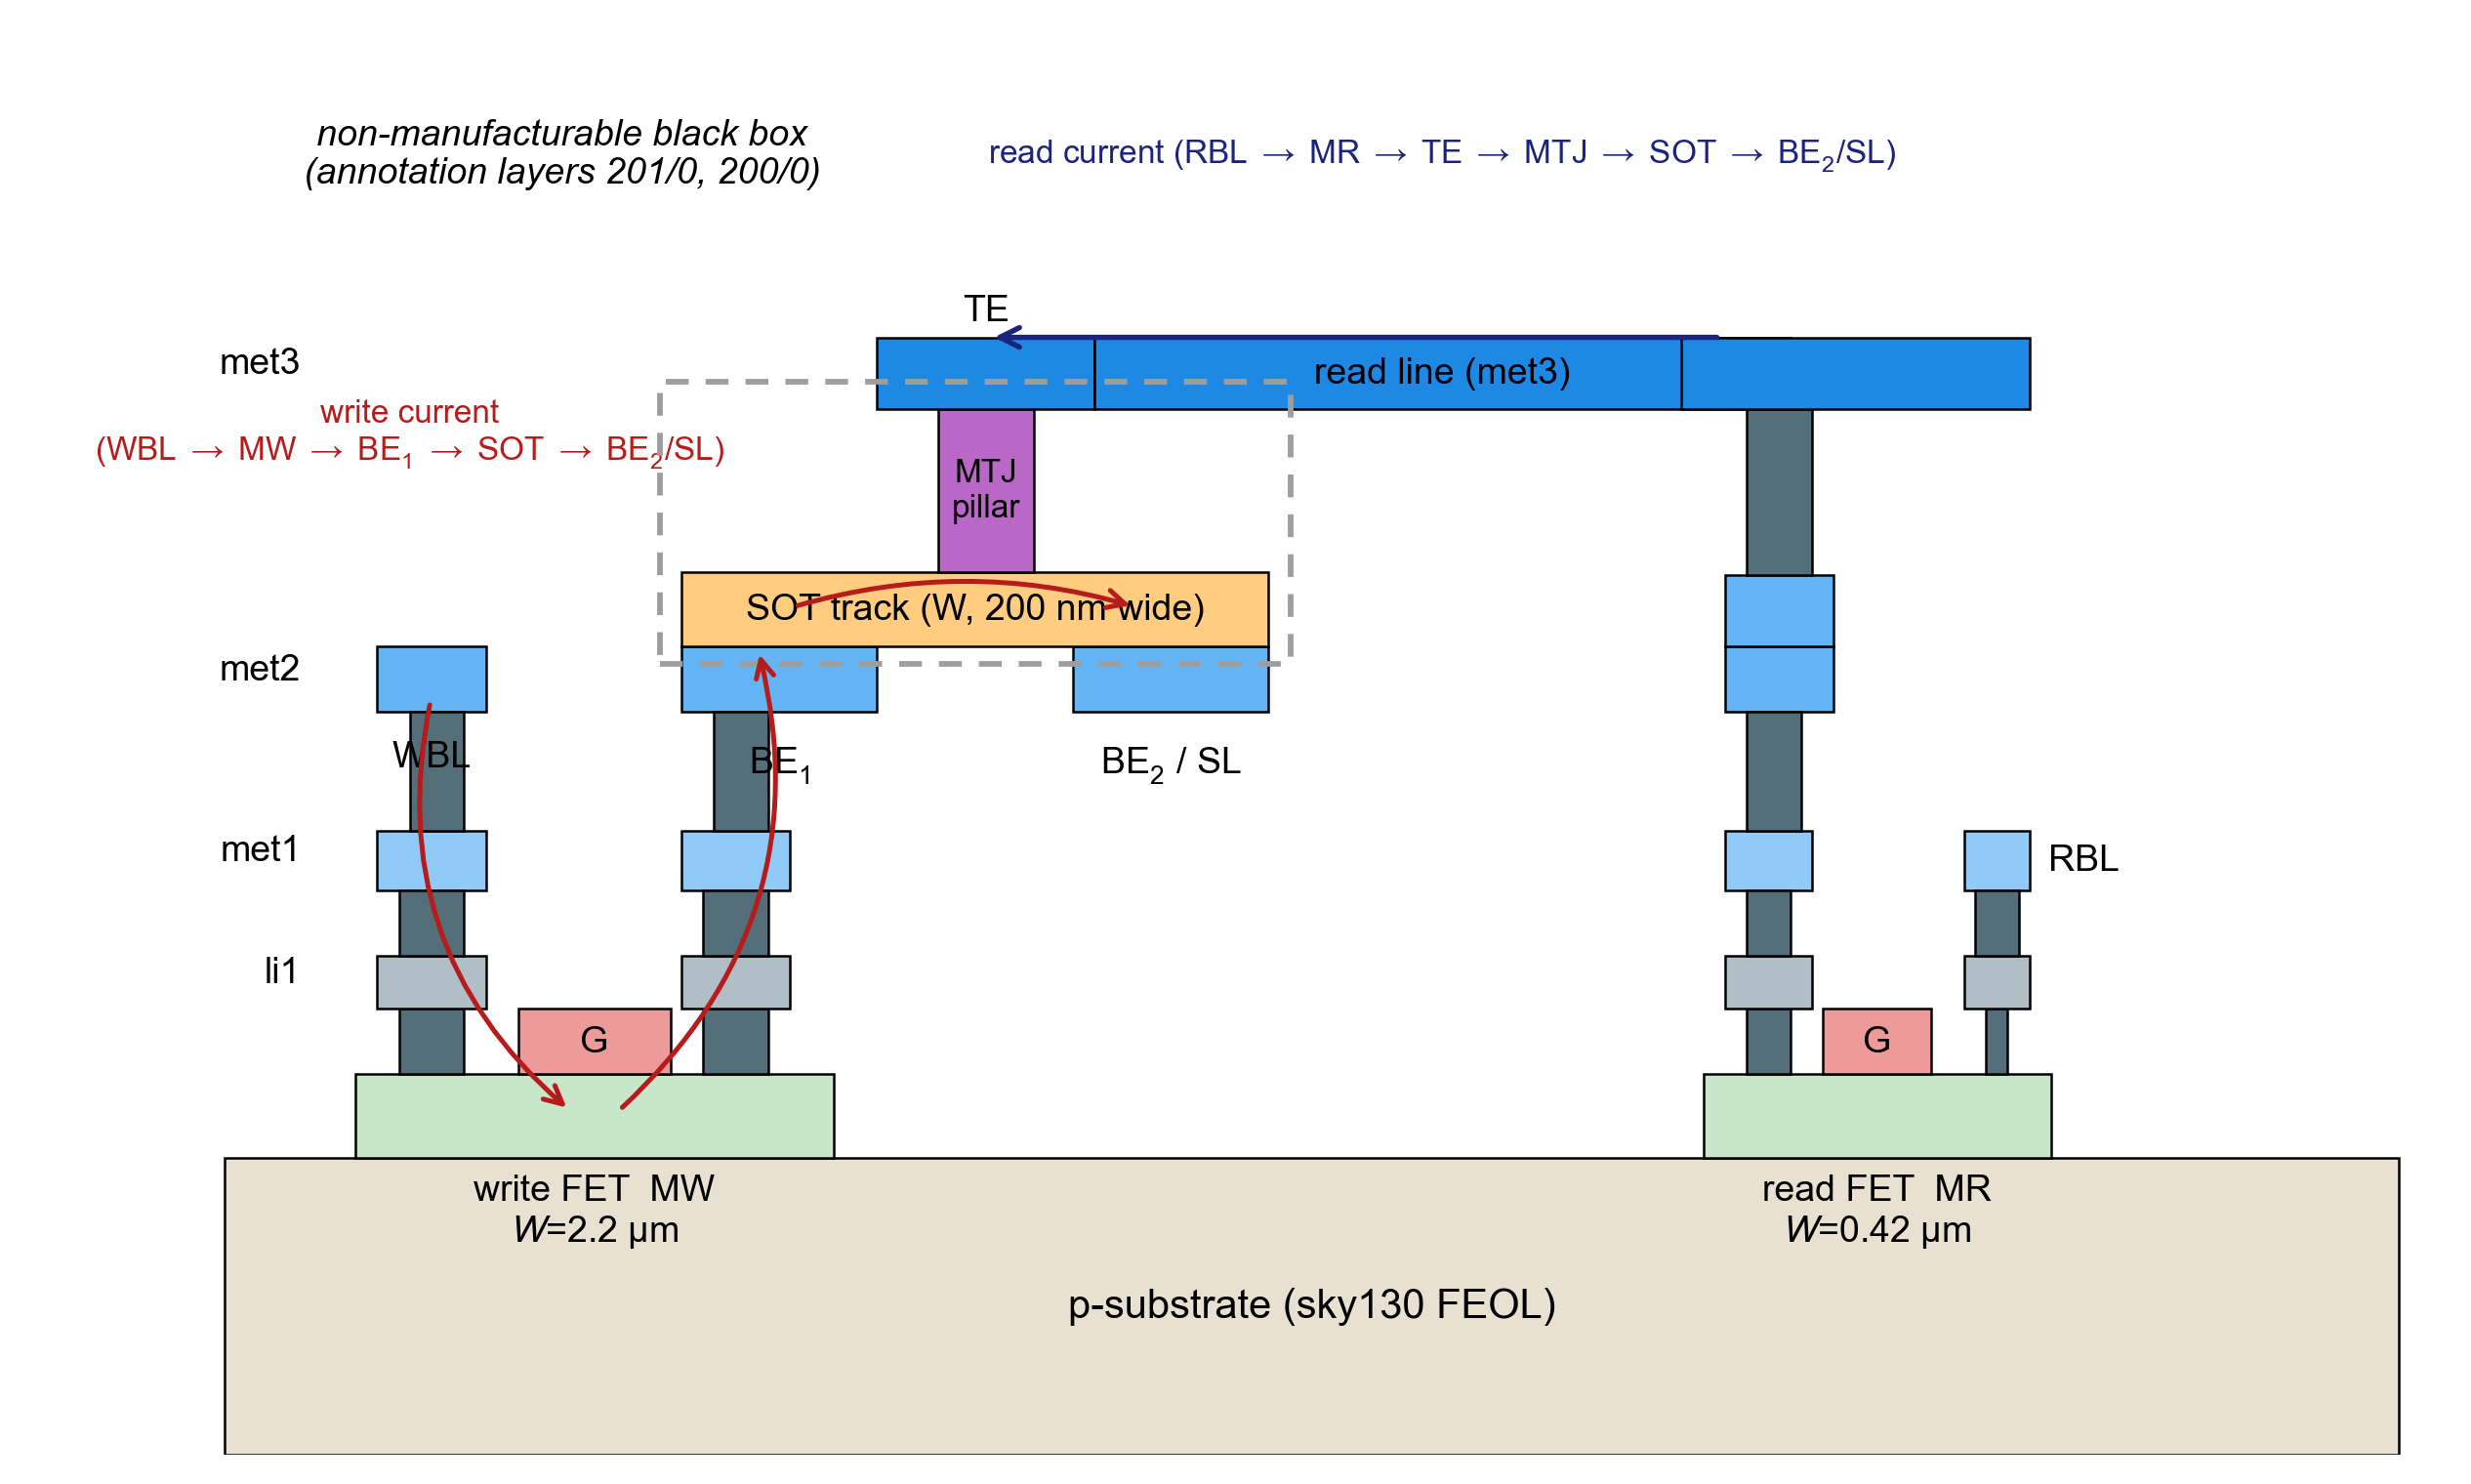 non-manufacturable black box
(annotation layers 201/0, 200/0)
read current (RBL → MR → TE → MTJ → SOT → BE₂/SL)
TE
met3
read line (met3)
write current
(WBL → MW → BE₁ → SOT → BE₂/SL)
MTJ
pillar
SOT track (W, 200 nm wide)
met2
WBL
BE₁
BE₂ / SL
met1
RBL
li1
G
G
write FET MW
W=2.2 µm
read FET MR
W=0.42 µm
p-substrate (sky130 FEOL)